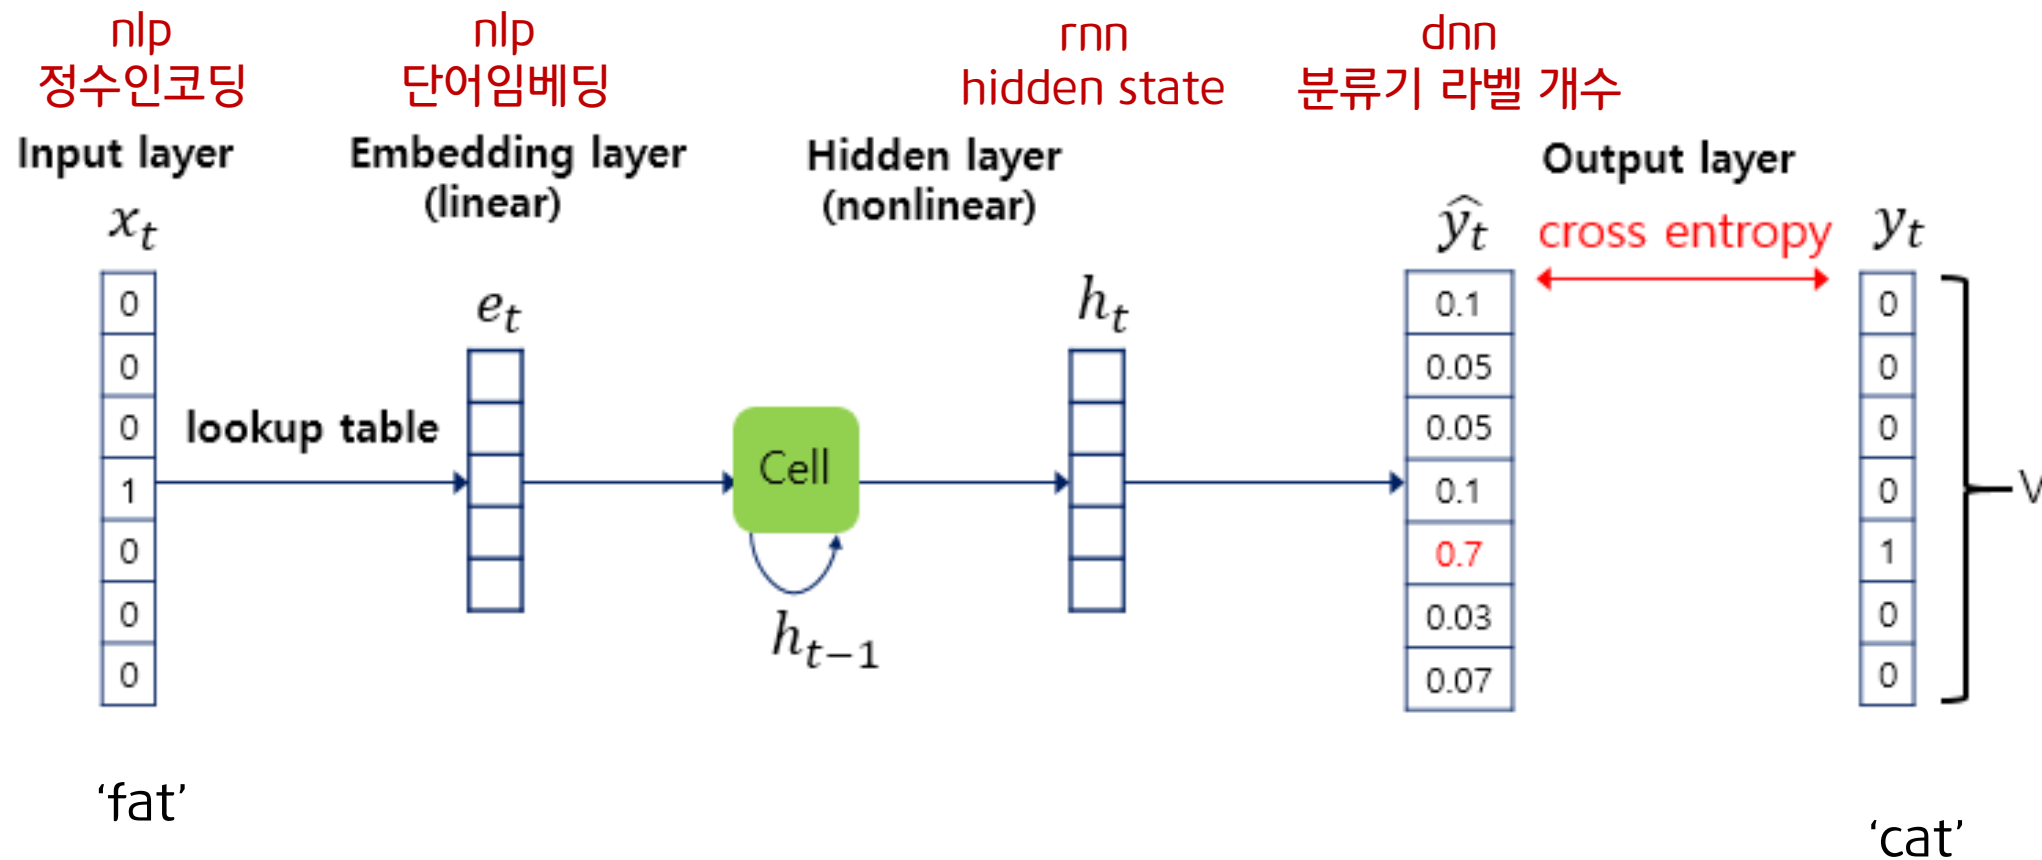 nlp
정수인코딩
nlp
단어임베딩
rnn
hidden state
dnn
분류기 라벨 개수
Input layer
Embedding layer
(linear)
Hidden layer
(nonlinear)
Output layer
x_t
e_t
h_t
ŷ_t
cross entropy
y_t
0
0
0
1
0
0
0
lookup table
Cell
h_{t-1}
0.1
0.05
0.05
0.1
0.7
0.03
0.07
0
0
0
0
1
0
0
V
‘fat’
‘cat’